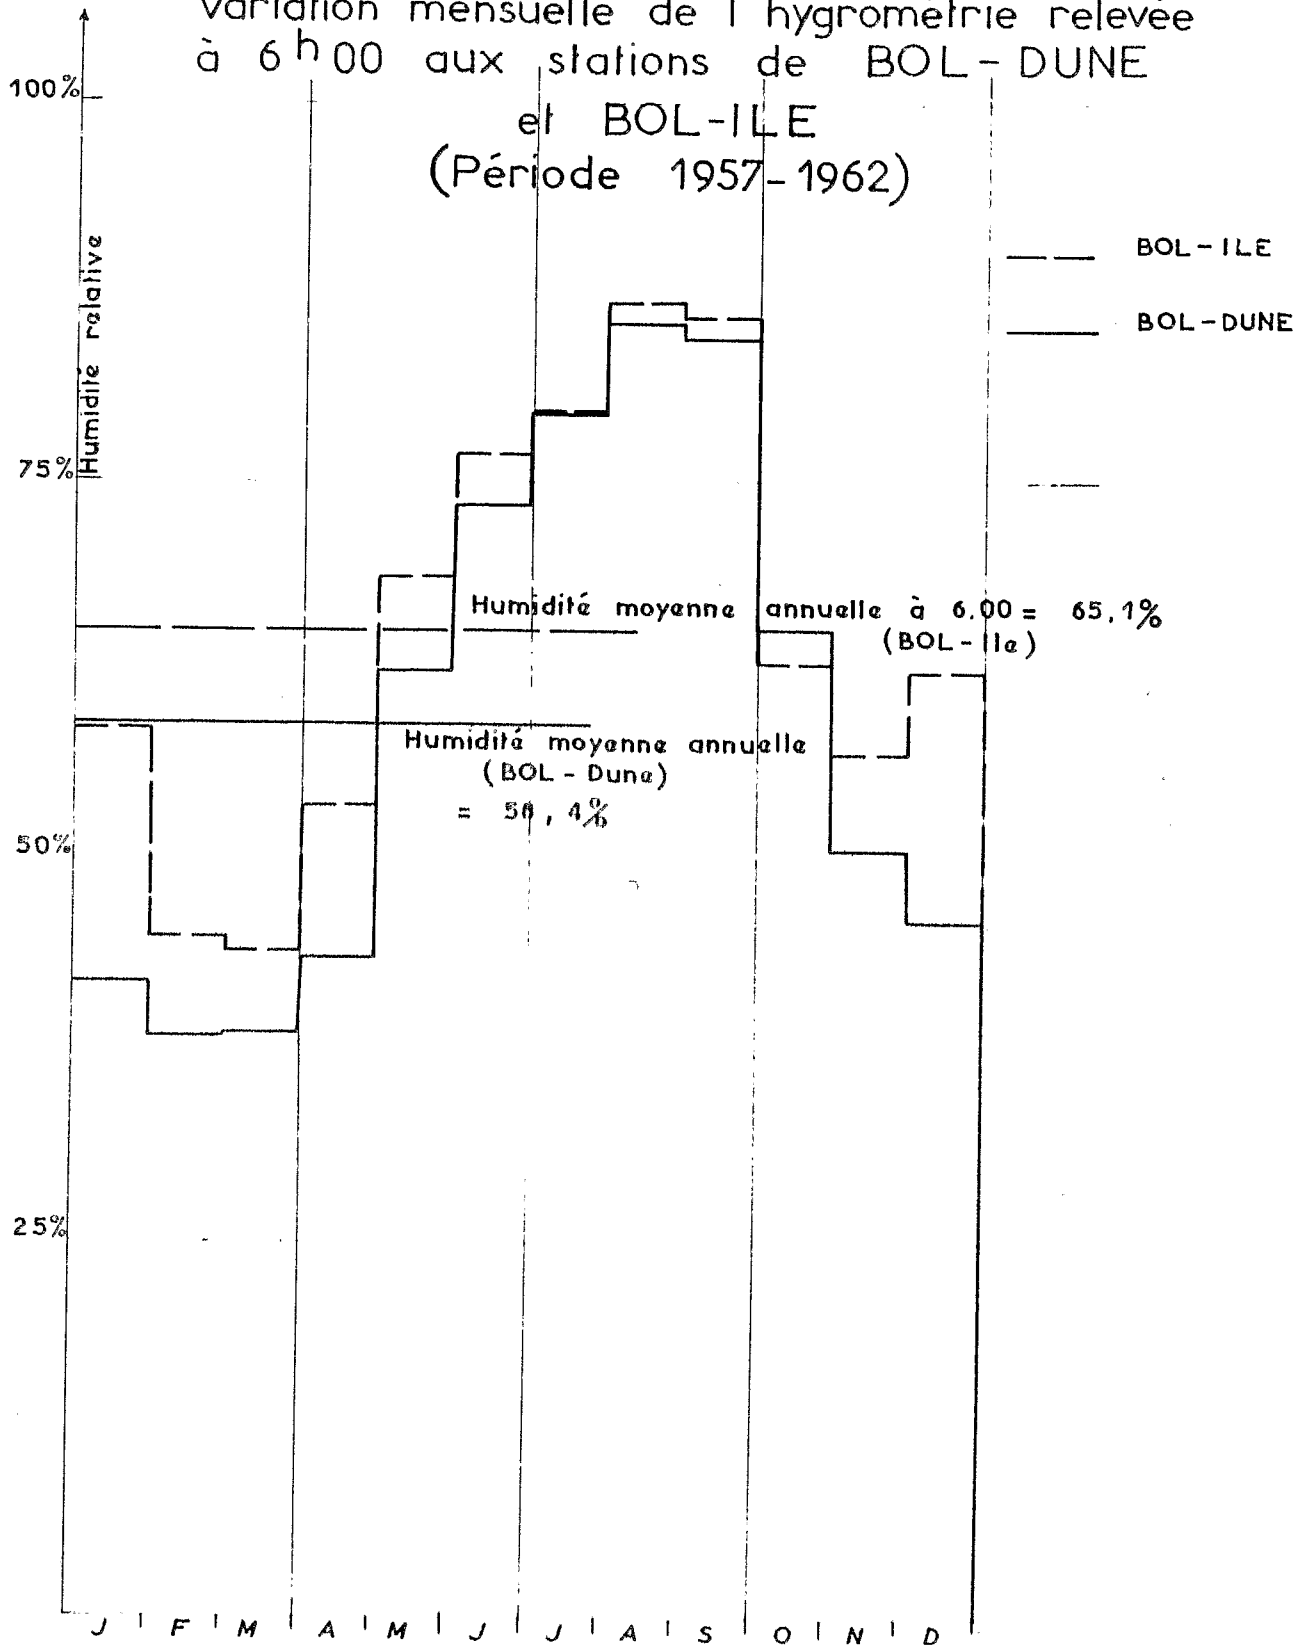 Variation mensuelle de l'hygrométrie relevée
à 6h00 aux stations de BOL-DUNE
et BOL-ILE
(Période 1957-1962)
100%
Humidité relative
BOL-ILE
BOL-DUNE
75%
Humidité moyenne annuelle à 6.00 = 65,1%
(BOL-Ile)
Humidité moyenne annuelle
(BOL-Dune)
50%
25%
J F M A M J J A S O N D